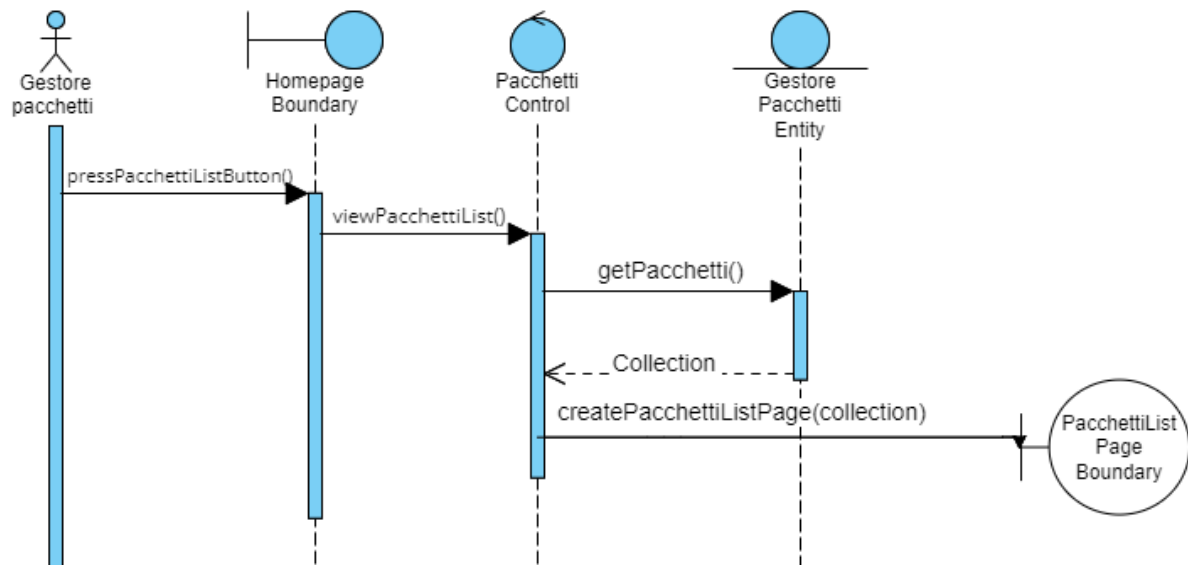 Gestore
pacchetti
Homepage
Boundary
Pacchetti
Control
Gestore
Pacchetti
Entity
pressPacchettiListButton()
viewPacchettiList()
getPacchetti()
Collection
createPacchettiListPage(collection)
PacchettiList
Page
Boundary